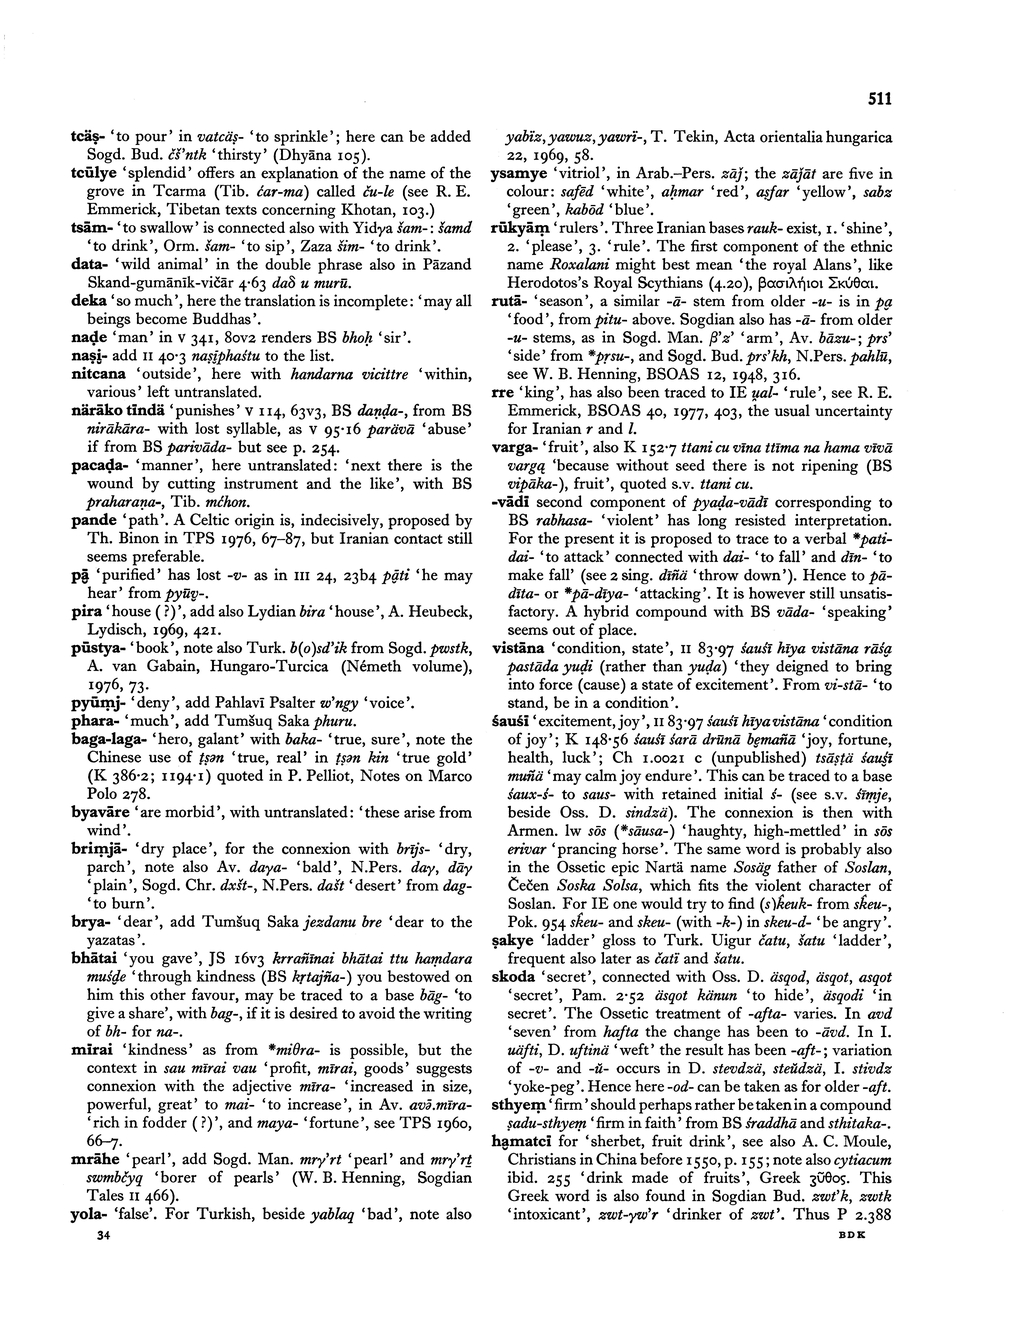 511
tcäṣ- ‘to pour’ in vatcäṣ- ‘to sprinkle’; here can be added
Sogd. Bud. čš’ntk ‘thirsty’ (Dhyāna 105).
tcūlye ‘splendid’ offers an explanation of the name of the
grove in Tcarma (Tib. ćar-ma) called ču-le (see R. E.
Emmerick, Tibetan texts concerning Khotan, 103.)
tsām- ‘to swallow’ is connected also with Yidɣa šam-: šamd
‘to drink’, Orm. šam- ‘to sip’, Zaza šim- ‘to drink’.
data- ‘wild animal’ in the double phrase also in Pāzand
Skand-gumānīk-vičār 4·63 daδ u murū.
deka ‘so much’, here the translation is incomplete: ‘may all
beings become Buddhas’.
naḍe ‘man’ in V 341, 80v2 renders BS bhoḥ ‘sir’.
naṣi̭- add II 40·3 naṣi̭phaśtu to the list.
nitcana ‘outside’, here with handarna vicittre ‘within,
various’ left untranslated.
närāko tīndä ‘punishes’ V 114, 63v3, BS daṇḍa-, from BS
nirākāra- with lost syllable, as V 95·16 parävā ‘abuse’
if from BS parivāda- but see p. 254.
pacaḍa- ‘manner’, here untranslated: ‘next there is the
wound by cutting instrument and the like’, with BS
praharaṇa-, Tib. mćhon.
pande ‘path’. A Celtic origin is, indecisively, proposed by
Th. Binon in TPS 1976, 67–87, but Iranian contact still
seems preferable.
pą̄ ‘purified’ has lost -v- as in III 24, 23b4 pą̄ti ‘he may
hear’ from pyūṿ-.
pira ‘house (?)’, add also Lydian bira ‘house’, A. Heubeck,
Lydisch, 1969, 421.
pūstya- ‘book’, note also Turk. b(o)sd’ik from Sogd. pwstk,
A. van Gabain, Hungaro-Turcica (Németh volume),
1976, 73.
pyūṃj- ‘deny’, add Pahlavī Psalter w’ngy ‘voice’.
phara- ‘much’, add Tumšuq Saka phuru.
baga-laga- ‘hero, galant’ with baka- ‘true, sure’, note the
Chinese use of ṭṣən ‘true, real’ in ṭṣən kin ‘true gold’
(K 386·2; 1194·1) quoted in P. Pelliot, Notes on Marco
Polo 278.
byavāre ‘are morbid’, with untranslated: ‘these arise from
wind’.
briṃjā- ‘dry place’, for the connexion with brījs- ‘dry,
parch’, note also Av. daγa- ‘bald’, N.Pers. daγ, dāγ
‘plain’, Sogd. Chr. dxšt-, N.Pers. dašt ‘desert’ from dag-
‘to burn’.
brya- ‘dear’, add Tumšuq Saka jezdanu bre ‘dear to the
yazatas’.
bhātai ‘you gave’, JS 16v3 krrañīnai bhātai ttu haṃdara
muśḍe ‘through kindness (BS kṛtajña-) you bestowed on
him this other favour, may be traced to a base bāg- ‘to
give a share’, with bag-, if it is desired to avoid the writing
of bh- for na-.
mīrai ‘kindness’ as from *miθra- is possible, but the
context in sau mīrai vau ‘profit, mīrai, goods’ suggests
connexion with the adjective mīra- ‘increased in size,
powerful, great’ to mai- ‘to increase’, in Av. avə̄.mīra-
‘rich in fodder (?)’, and maya- ‘fortune’, see TPS 1960,
66–7.
mrāhe ‘pearl’, add Sogd. Man. mrγ’rt ‘pearl’ and mrγ’rṯ
swmbčyq ‘borer of pearls’ (W. B. Henning, Sogdian
Tales II 466).
yola- ‘false’. For Turkish, beside yablaq ‘bad’, note also
34
yabïz, yawuz, yawrï-, T. Tekin, Acta orientalia hungarica
22, 1969, 58.
ysamye ‘vitriol’, in Arab.–Pers. zāǰ; the zāǰāt are five in
colour: safēd ‘white’, aḥmar ‘red’, aṣfar ‘yellow’, sabz
‘green’, kabōd ‘blue’.
rūkyāṃ ‘rulers’. Three Iranian bases rauk- exist, 1. ‘shine’,
2. ‘please’, 3. ‘rule’. The first component of the ethnic
name Roxalani might best mean ‘the royal Alans’, like
Herodotos’s Royal Scythians (4.20), βασιλήιοι Σκύθαι.
rutā- ‘season’, a similar -ā- stem from older -u- is in pą
‘food’, from pitu- above. Sogdian also has -ā- from older
-u- stems, as in Sogd. Man. β’z’ ‘arm’, Av. bāzu-; prs’
‘side’ from *pṛsu-, and Sogd. Bud. prs’kh, N.Pers. pahlū,
see W. B. Henning, BSOAS 12, 1948, 316.
rre ‘king’, has also been traced to IE u̯al- ‘rule’, see R. E.
Emmerick, BSOAS 40, 1977, 403, the usual uncertainty
for Iranian r and l.
varga- ‘fruit’, also K 152·7 ttani cu vīna ttīma na hama vīvā
vargą ‘because without seed there is not ripening (BS
vipāka-), fruit’, quoted s.v. ttani cu.
-vādī second component of pyaḍa-vādī corresponding to
BS rabhasa- ‘violent’ has long resisted interpretation.
For the present it is proposed to trace to a verbal *pati-
dai- ‘to attack’ connected with dai- ‘to fall’ and dīn- ‘to
make fall’ (see 2 sing. dīñä ‘throw down’). Hence to pā-
dīta- or *pā-dīya- ‘attacking’. It is however still unsatis-
factory. A hybrid compound with BS vāda- ‘speaking’
seems out of place.
vistāna ‘condition, state’, II 83·97 śauśī hīya vistāna rāśą
pastāda yuḍi (rather than yuḍa) ‘they deigned to bring
into force (cause) a state of excitement’. From vi-stā- ‘to
stand, be in a condition’.
śauśī ‘excitement, joy’, II 83·97 śauśī hīya vistāna ‘condition
of joy’; K 148·56 śauśī śarā drūnā bęmañā ‘joy, fortune,
health, luck’; Ch 1.0021 c (unpublished) tsāṣṭä śauṣī
muñä ‘may calm joy endure’. This can be traced to a base
śaux-ś- to saus- with retained initial ś- (see s.v. śīṃje,
beside Oss. D. sindzä). The connexion is then with
Armen. lw sōs (*sāusa-) ‘haughty, high-mettled’ in sōs
erivar ‘prancing horse’. The same word is probably also
in the Ossetic epic Nartä name Sosäg father of Soslan,
Čečen Soska Solsa, which fits the violent character of
Soslan. For IE one would try to find (s)k̂euk- from sk̂eu-,
Pok. 954 sk̂eu- and skeu- (with -k-) in skeu-d- ‘be angry’.
ṣakye ‘ladder’ gloss to Turk. Uigur čatu, šatu ‘ladder’,
frequent also later as čatï and šatu.
skoda ‘secret’, connected with Oss. D. äsqod, äsqot, asqot
‘secret’, Pam. 2·52 äsqot känun ‘to hide’, äsqodi ‘in
secret’. The Ossetic treatment of -afta- varies. In avd
‘seven’ from hafta the change has been to -ăvd. In I.
uäfti, D. uftinä ‘weft’ the result has been -aft-; variation
of -v- and -ŭ- occurs in D. stevdzä, steŭdzä, I. stivdz
‘yoke-peg’. Hence here -od- can be taken as for older -aft.
sthyeṃ ‘firm’ should perhaps rather be taken in a compound
ṣadu-sthyeṃ ‘firm in faith’ from BS śraddhā and sthitaka-.
hąmatcī for ‘sherbet, fruit drink’, see also A. C. Moule,
Christians in China before 1550, p. 155; note also cytiacum
ibid. 255 ‘drink made of fruits’, Greek ζῦθος. This
Greek word is also found in Sogdian Bud. zwt’k, zwtk
‘intoxicant’, zwt-γw’r ‘drinker of zwt’. Thus P 2.388
BDK